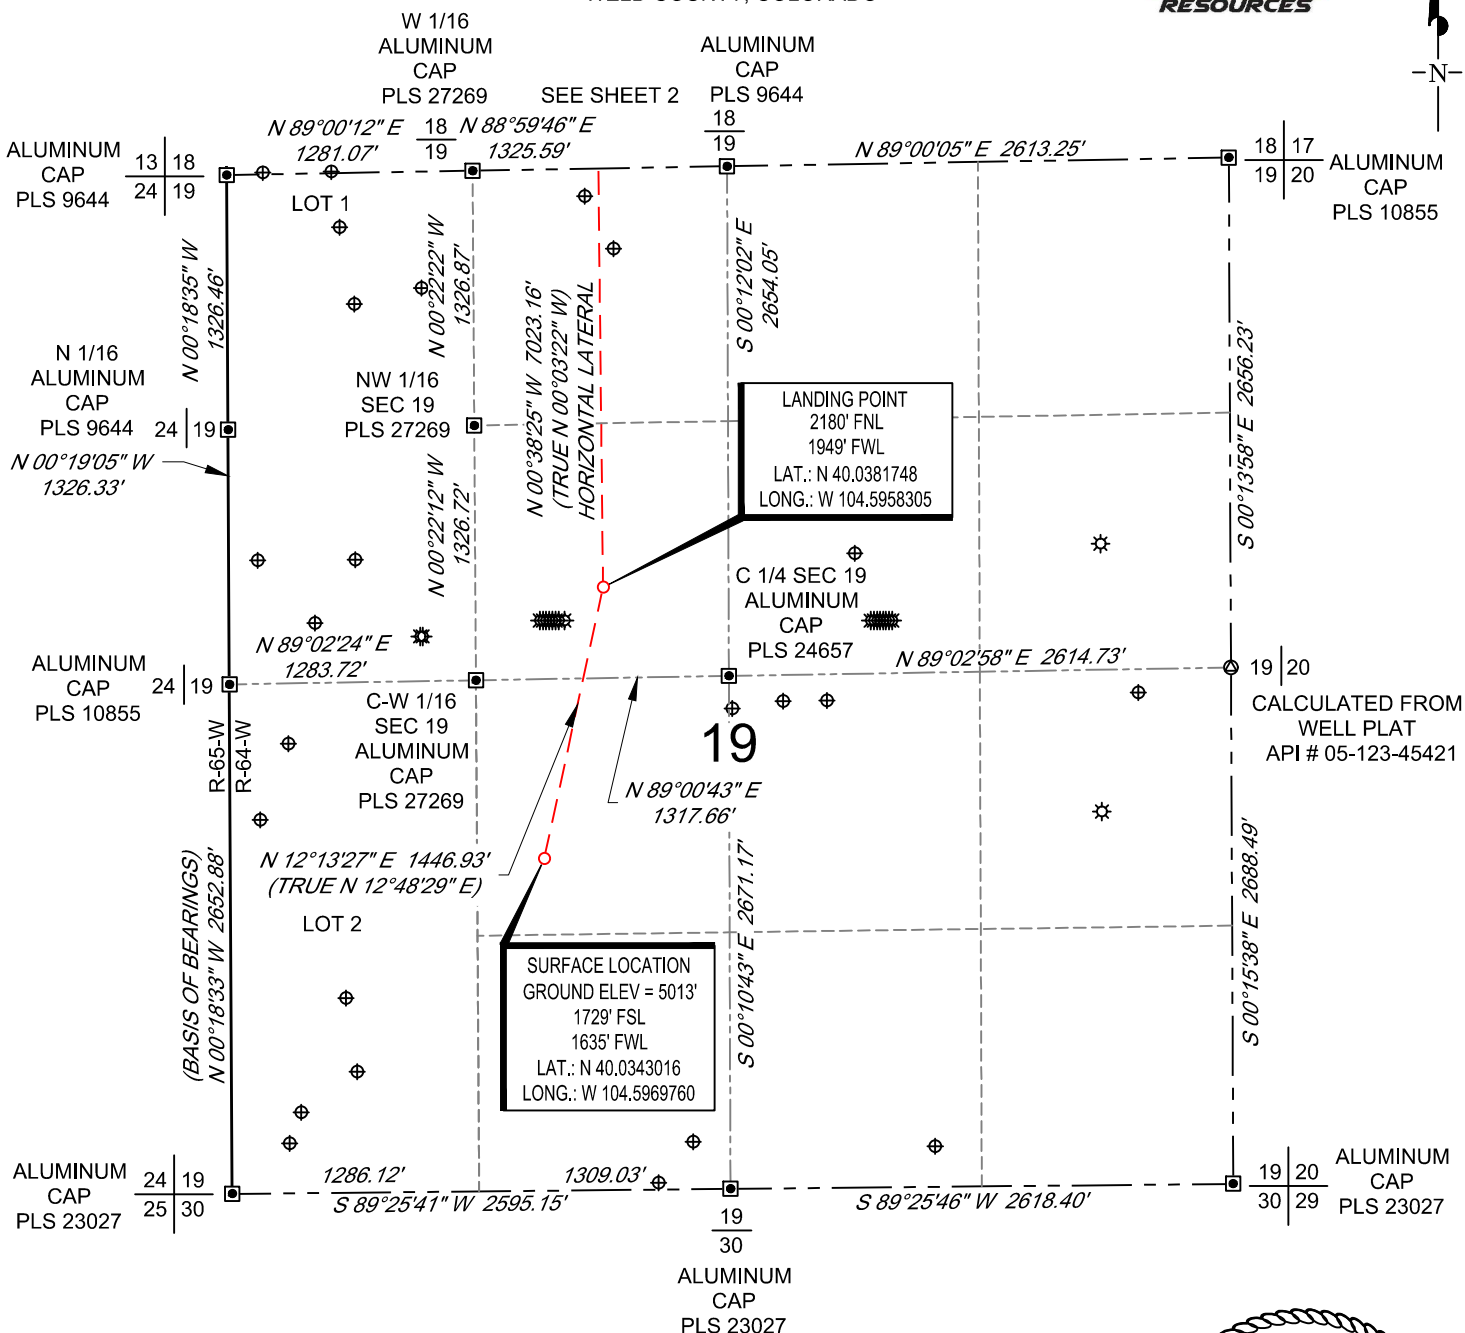 WELD COUNTY, COLORADO
RESOURCES
N
W 1/16
ALUMINUM
CAP
PLS 27269
SEE SHEET 2
ALUMINUM
CAP
PLS 9644
N 89°00'12" E
1281.07'
18
19
N 88°59'46" E
1325.59'
18
19
N 89°00'05" E 2613.25'
ALUMINUM
CAP
PLS 9644
13 18
24 19
18 17
19 20
ALUMINUM
CAP
PLS 10855
LOT 1
N 00°18'35" W
1326.46'
N 00°22'22" W
1326.87'
N 00°38'25" W 7023.16'
(TRUE N 00°03'22" W)
HORIZONTAL LATERAL
S 00°12'02" E
2654.05'
S 00°13'58" E 2656.23'
N 1/16
ALUMINUM
CAP
PLS 9644
24 19
NW 1/16
SEC 19
PLS 27269
LANDING POINT
2180' FNL
1949' FWL
LAT.: N 40.0381748
LONG.: W 104.5958305
N 00°19'05" W
1326.33'
N 00°22'12" W
1326.72'
C 1/4 SEC 19
ALUMINUM
CAP
PLS 24657
N 89°02'24" E
1283.72'
N 89°02'58" E 2614.73'
ALUMINUM
CAP
PLS 10855
24 19
19 20
CALCULATED FROM
WELL PLAT
API # 05-123-45421
C-W 1/16
SEC 19
ALUMINUM
CAP
PLS 27269
R-65-W
R-64-W
19
N 89°00'43" E
1317.66'
N 12°13'27" E 1446.93'
(TRUE N 12°48'29" E)
(BASIS OF BEARINGS)
N 00°18'33" W 2652.88'
LOT 2
S 00°10'43" E 2671.17'
S 00°15'38" E 2688.49'
SURFACE LOCATION
GROUND ELEV = 5013'
1729' FSL
1635' FWL
LAT.: N 40.0343016
LONG.: W 104.5969760
ALUMINUM
CAP
PLS 23027
24 19
25 30
1286.12'
1309.03'
S 89°25'41" W 2595.15'
S 89°25'46" W 2618.40'
19 20
30 29
ALUMINUM
CAP
PLS 23027
19
30
ALUMINUM
CAP
PLS 23027